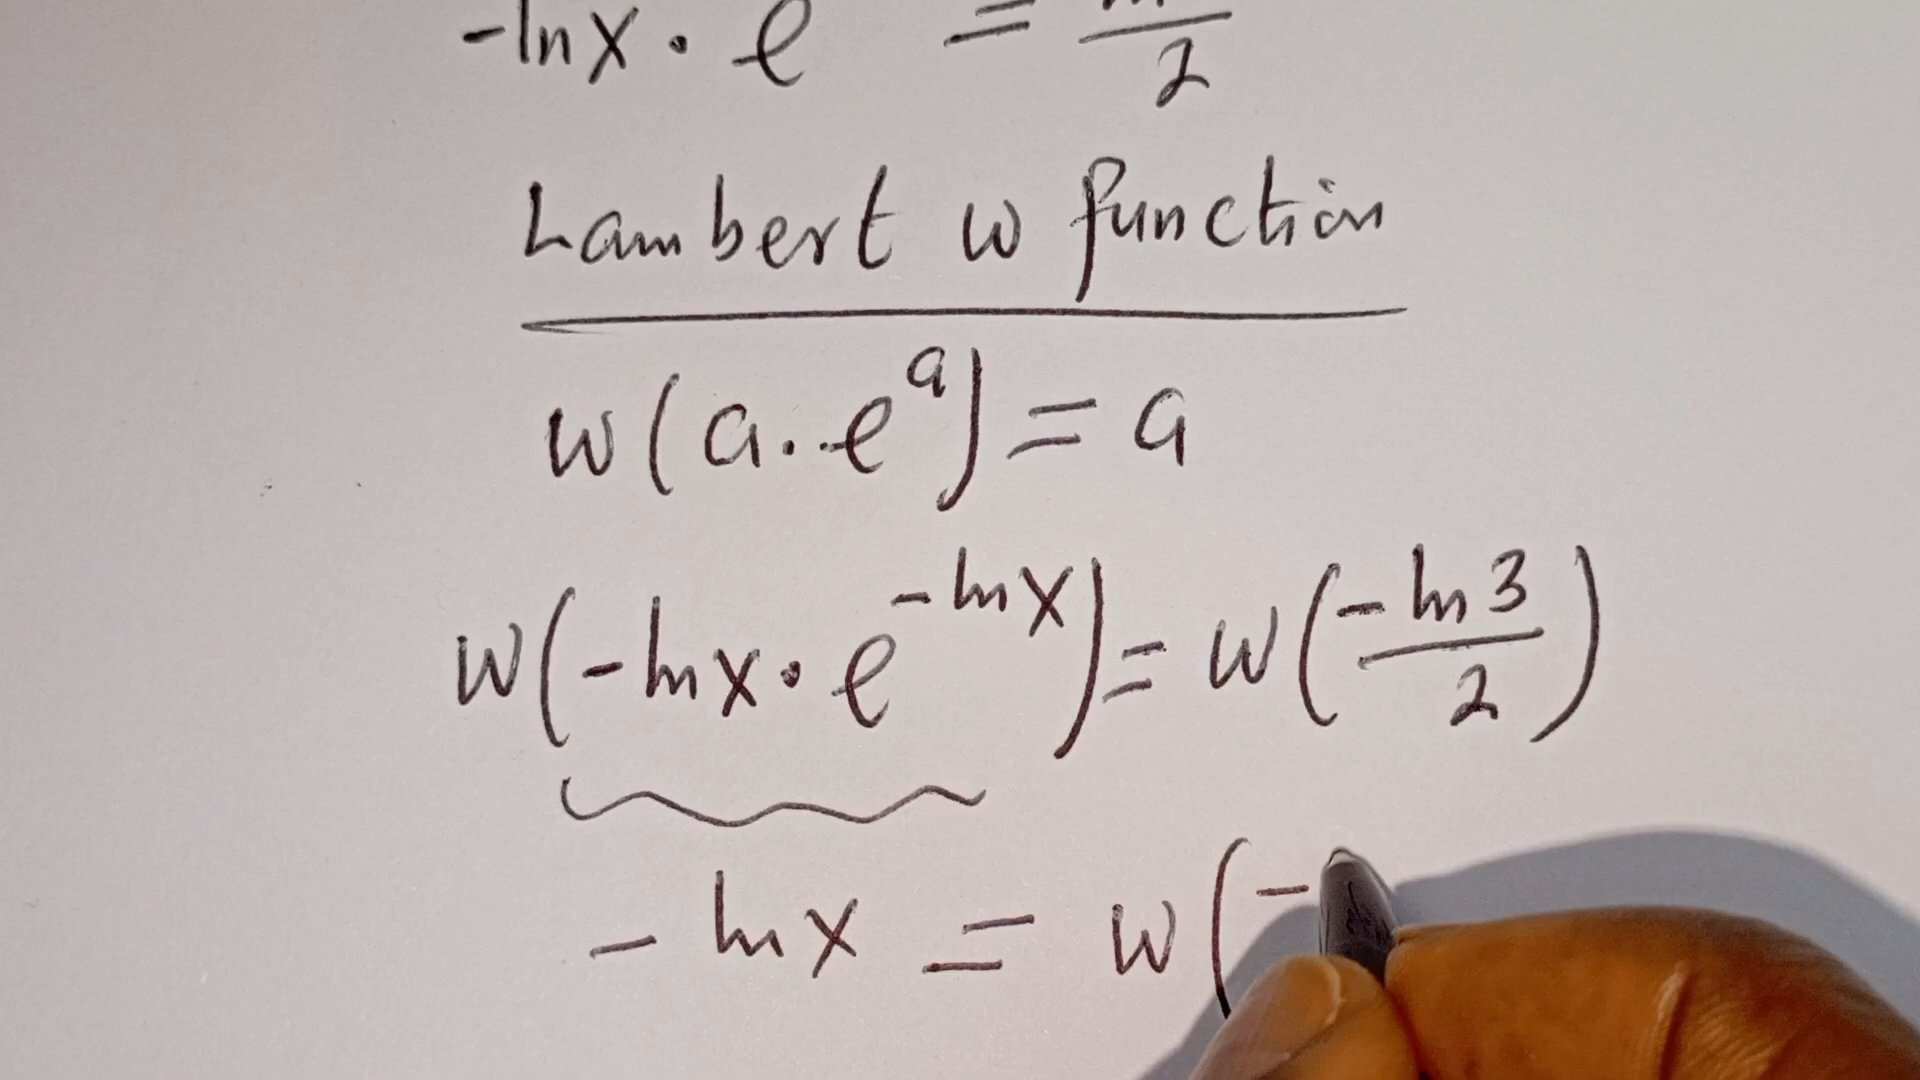 -lnx · e = 2
Lambert w function
w(a·e^a) = a
w(-lnx · e^-lnx) = w(-ln3/2)
-lnx = w(-